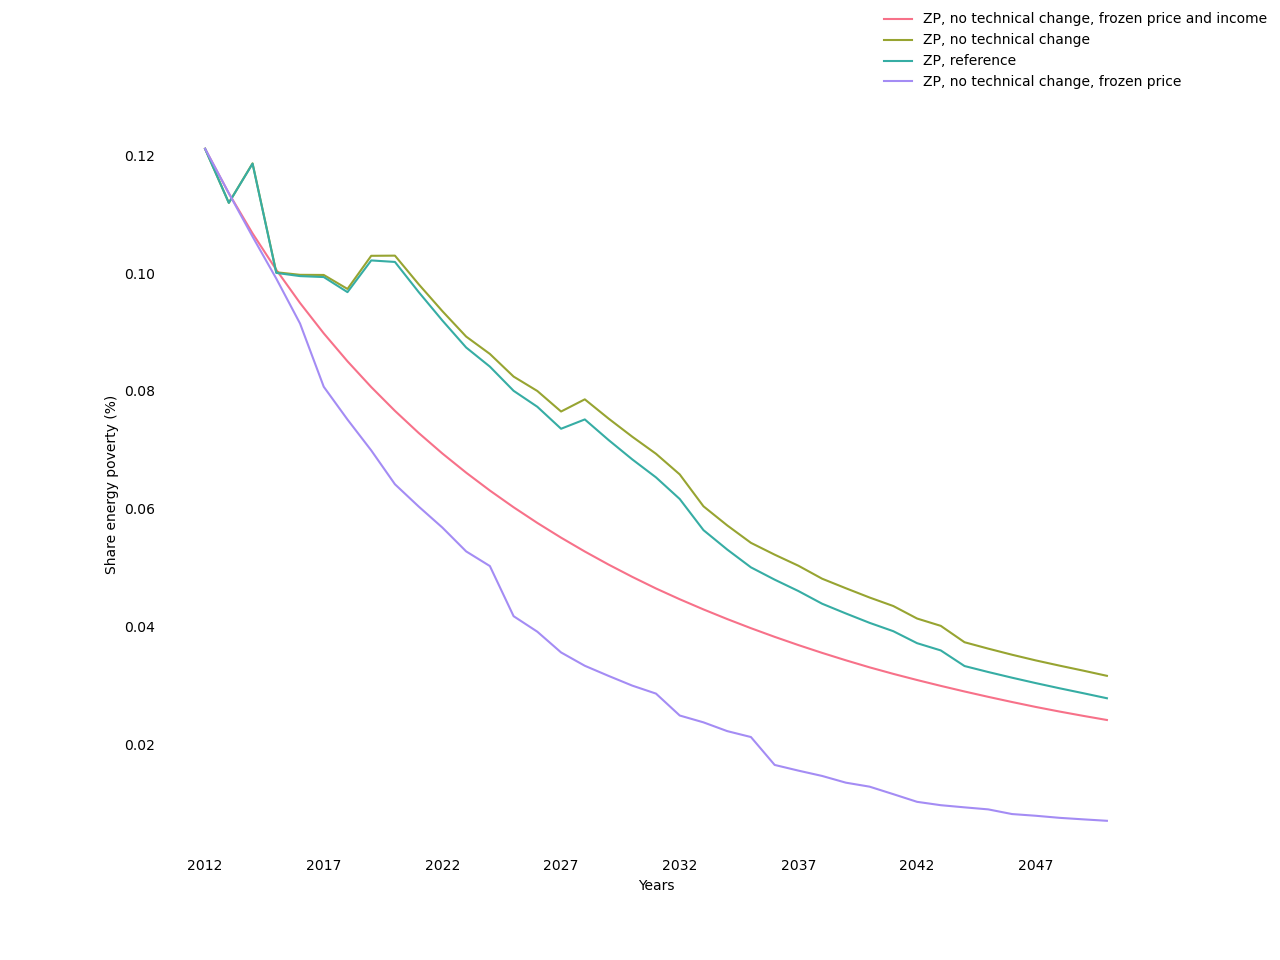 ZP, no technical change, frozen price and income
ZP, no technical change
ZP, reference
ZP, no technical change, frozen price
0.12
0.10
0.08
0.06
0.04
0.02
Share energy poverty (%)
2012 2017 2022 2027 2032 2037 2042 2047
Years